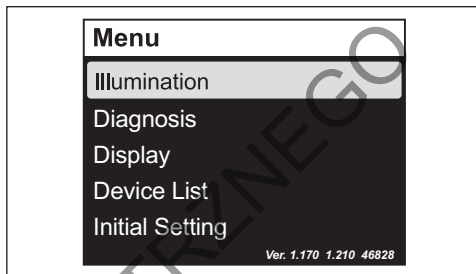 Menu
Illumination
Diagnosis
Display
Device List
Initial Setting
Ver. 1.170 1.210 46828